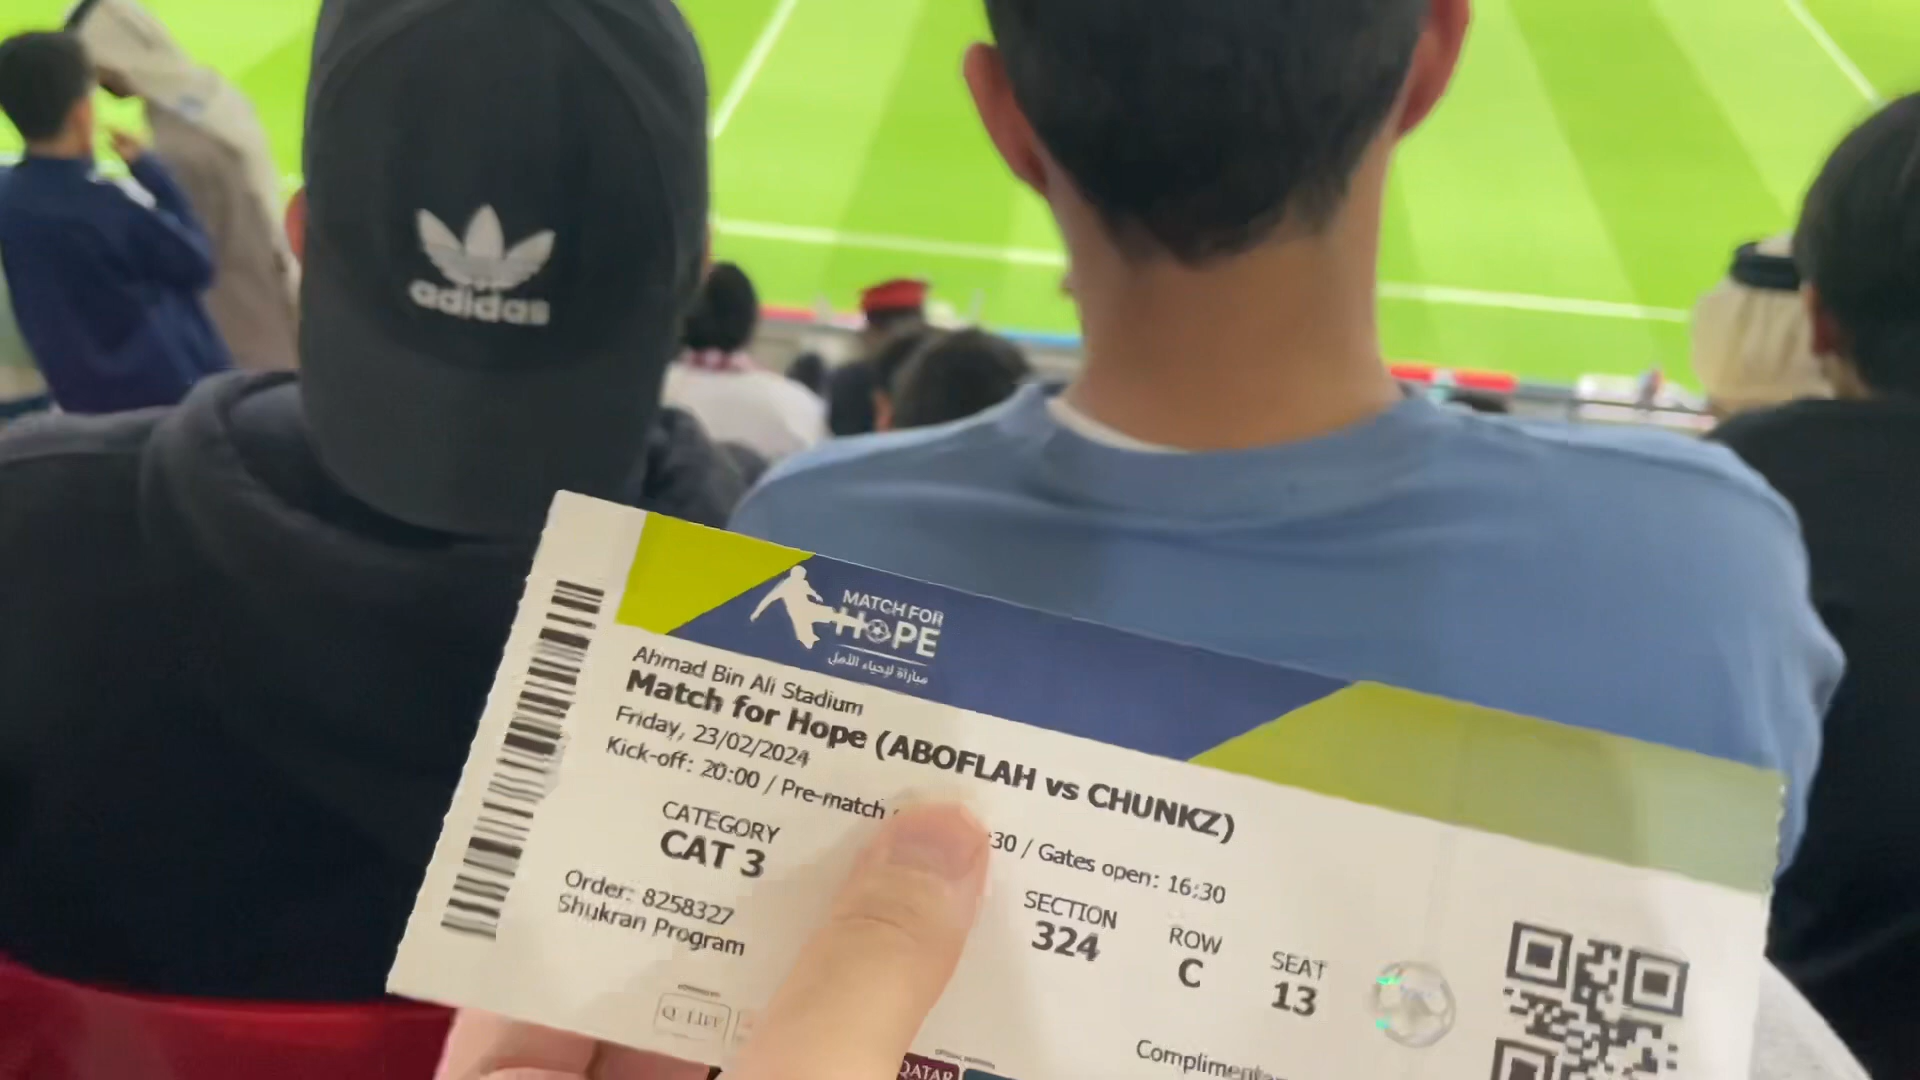 adidas
MATCH FOR
HOPE
مباراة لإحياء الأمل
Ahmad Bin Ali Stadium
Match for Hope (ABOFLAH vs CHUNKZ)
Friday, 23/02/2024
Kick-off: 20:00 / Pre-match :30 / Gates open: 16:30
CATEGORY
CAT 3
SECTION
324
ROW
C
SEAT
13
Order: 8258327
Shukran Program
Q LIFE
QATAR